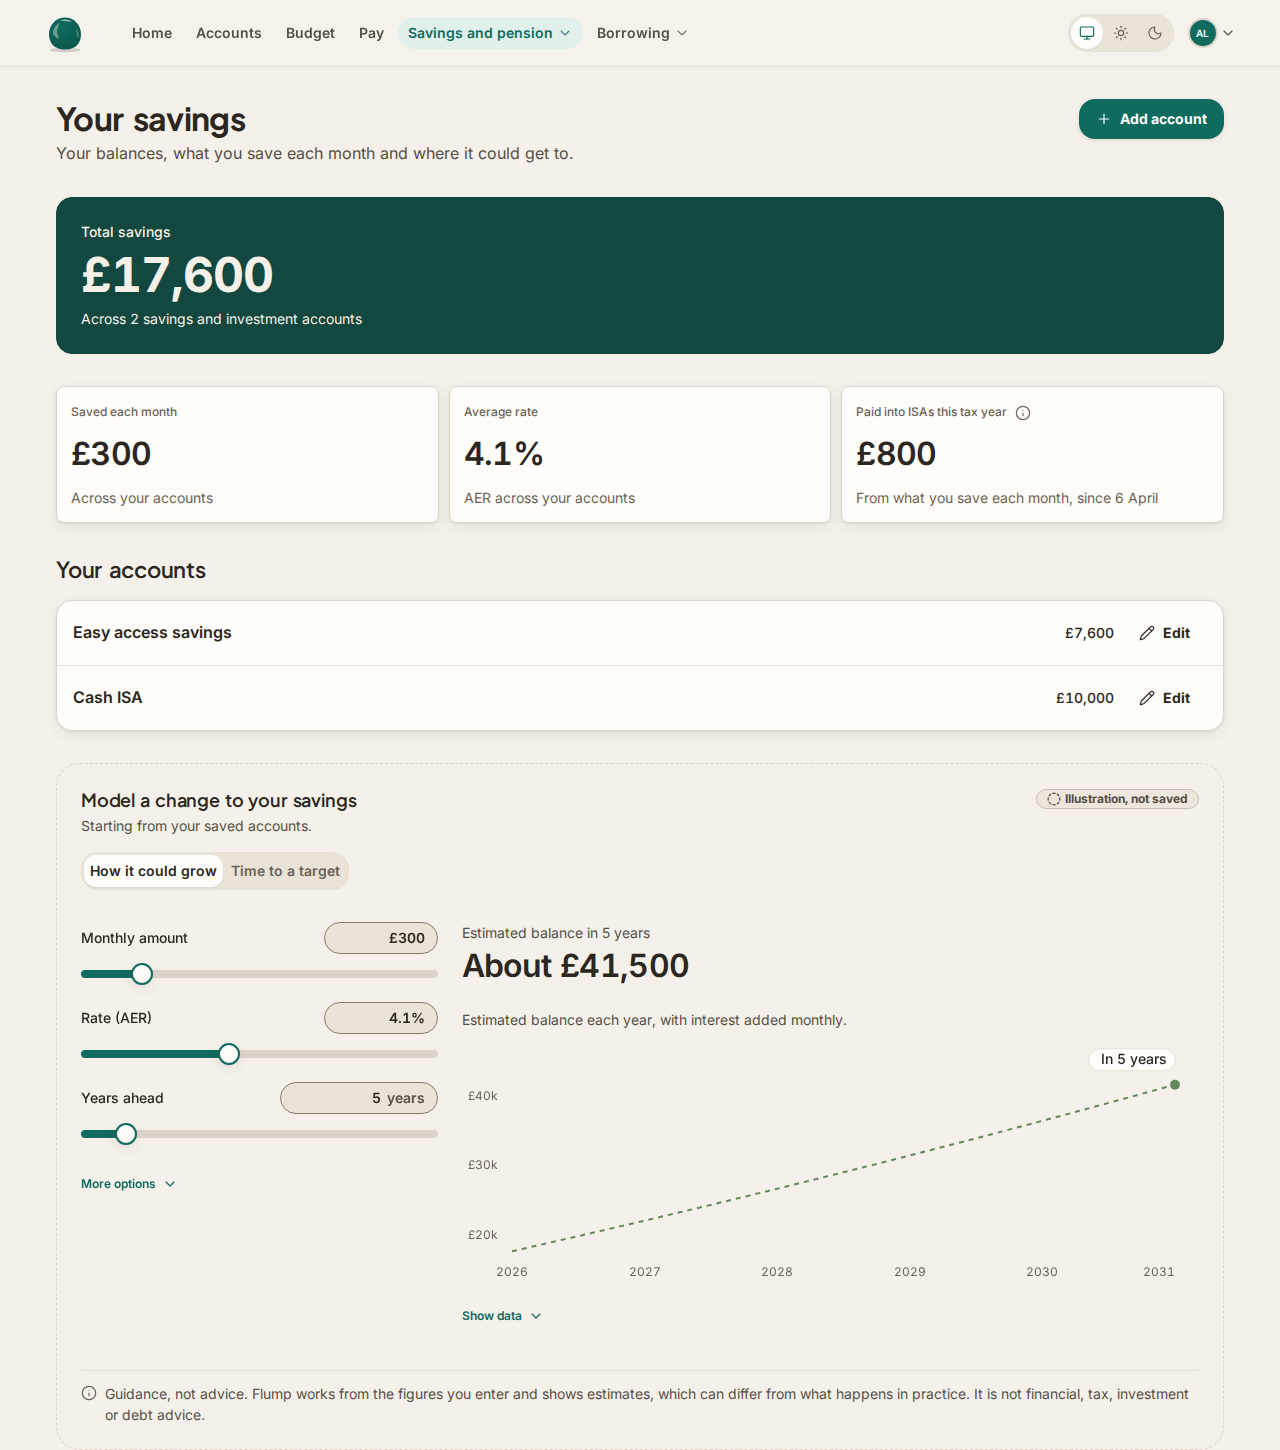 Home Accounts Budget Pay Savings and pension Borrowing AL
Your savings
Add account
Your balances, what you save each month and where it could get to.
Total savings
£17,600
Across 2 savings and investment accounts
Saved each month
£300
Across your accounts
Average rate
4.1%
AER across your accounts
Paid into ISAs this tax year
£800
From what you save each month, since 6 April
Your accounts
Easy access savings £7,600 Edit
Cash ISA £10,000 Edit
Model a change to your savings
Illustration, not saved
Starting from your saved accounts.
How it could grow Time to a target
Monthly amount £300
Rate (AER) 4.1%
Years ahead 5 years
More options
Estimated balance in 5 years
About £41,500
Estimated balance each year, with interest added monthly.
In 5 years
£40k
£30k
£20k
2026 2027 2028 2029 2030 2031
Show data
Guidance, not advice. Flump works from the figures you enter and shows estimates, which can differ from what happens in practice. It is not financial, tax, investment
or debt advice.